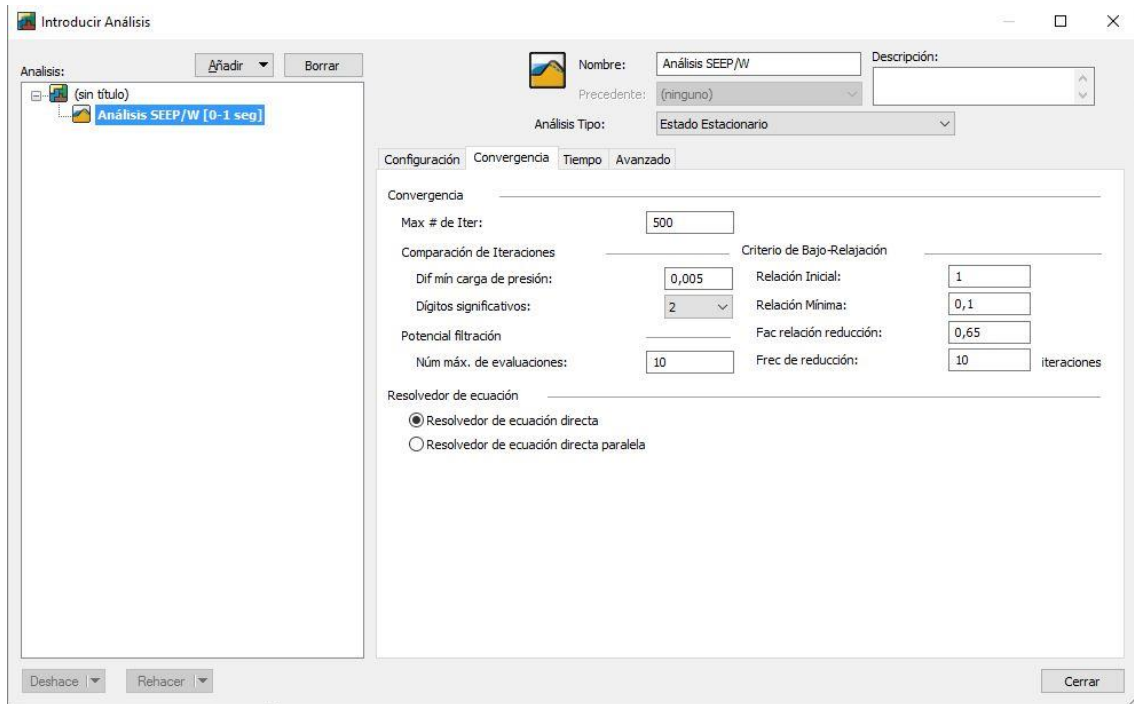 Introducir Análisis
Analisis:
Añadir
Borrar
(sin título)
Análisis SEEP/W [0-1 seg]
Nombre:
Análisis SEEP/W
Descripción:
Precedente:
(ninguno)
Análisis Tipo:
Estado Estacionario
Configuración
Convergencia
Tiempo
Avanzado
Convergencia
Max # de Iter:
500
Comparación de Iteraciones
Dif mín carga de presión:
0,005
Dígitos significativos:
2
Potencial filtración
Núm máx. de evaluaciones:
10
Criterio de Bajo-Relajación
Relación Inicial:
1
Relación Mínima:
0,1
Fac relación reducción:
0,65
Frec de reducción:
10
iteraciones
Resolvedor de ecuación
Resolvedor de ecuación directa
Resolvedor de ecuación directa paralela
Deshace
Rehacer
Cerrar